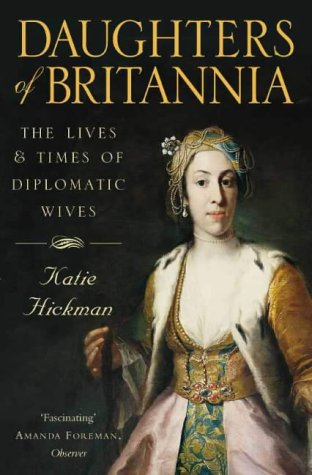 DAUGHTERS
of BRITANNIA
THE LIVES
& TIMES OF
DIPLOMATIC
WIVES
Katie
Hickman
'Fascinating'
AMANDA FOREMAN,
Observer